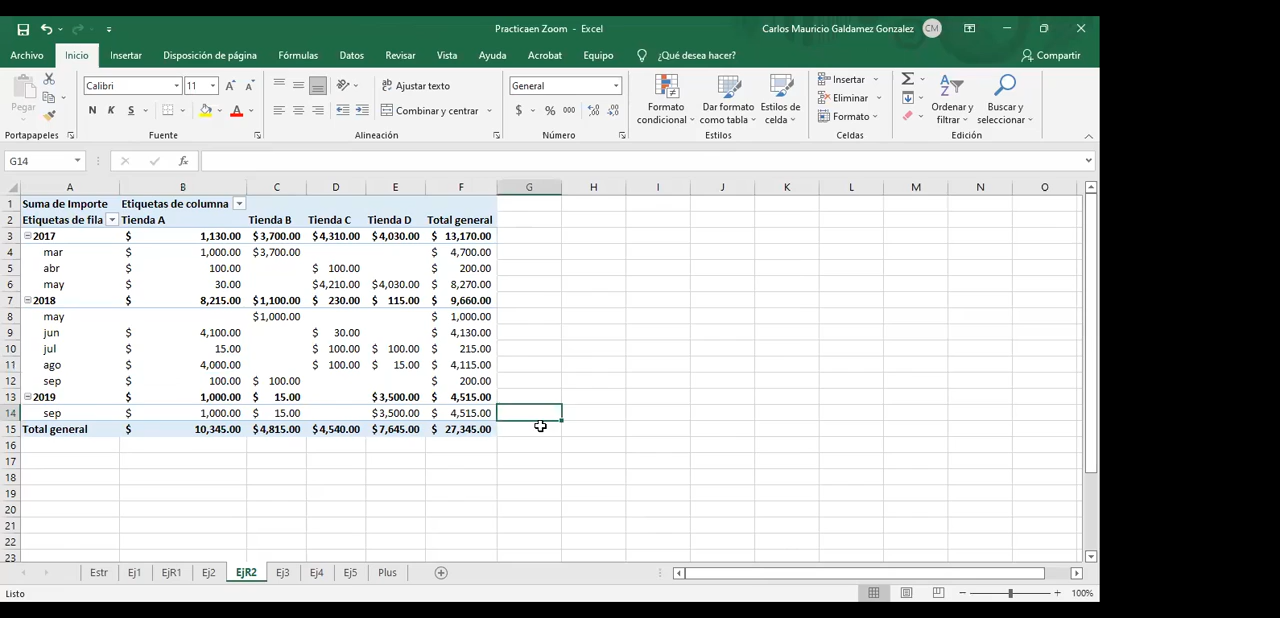 Practicaen Zoom - Excel
Carlos Mauricio Galdamez Gonzalez CM
Archivo Inicio Insertar Disposición de página Fórmulas Datos Revisar Vista Ayuda Acrobat Equipo ¿Qué desea hacer? Compartir
Pegar Calibri 11 Ajustar texto General Formato condicional Dar formato como tabla Estilos de celda Insertar Ordenar y filtrar Buscar y seleccionar
N K S Combinar y centrar $ % 000 Eliminar
Formato
Portapapeles Fuente Alineación Número Estilos Celdas Edición
G14 fx
A B C D E F G H I J K L M N O
1 Suma de Importe Etiquetas de columna
2 Etiquetas de fila Tienda A Tienda B Tienda C Tienda D Total general
3 2017 $ 1,130.00 $3,700.00 $4,310.00 $4,030.00 $ 13,170.00
4 mar $ 1,000.00 $3,700.00 $ 4,700.00
5 abr $ 100.00 $ 100.00 $ 200.00
6 may $ 30.00 $4,210.00 $4,030.00 $ 8,270.00
7 2018 $ 8,215.00 $1,100.00 $ 230.00 $ 115.00 $ 9,660.00
8 may $1,000.00 $ 1,000.00
9 jun $ 4,100.00 $ 30.00 $ 4,130.00
10 jul $ 15.00 $ 100.00 $ 100.00 $ 215.00
11 ago $ 4,000.00 $ 100.00 $ 15.00 $ 4,115.00
12 sep $ 100.00 $ 100.00 $ 200.00
13 2019 $ 1,000.00 $ 15.00 $3,500.00 $ 4,515.00
14 sep $ 1,000.00 $ 15.00 $3,500.00 $ 4,515.00
15 Total general $ 10,345.00 $4,815.00 $4,540.00 $7,645.00 $ 27,345.00
16
17
18
19
20
21
22
23
Estr Ej1 EjR1 Ej2 EjR2 Ej3 Ej4 Ej5 Plus
Listo 100%